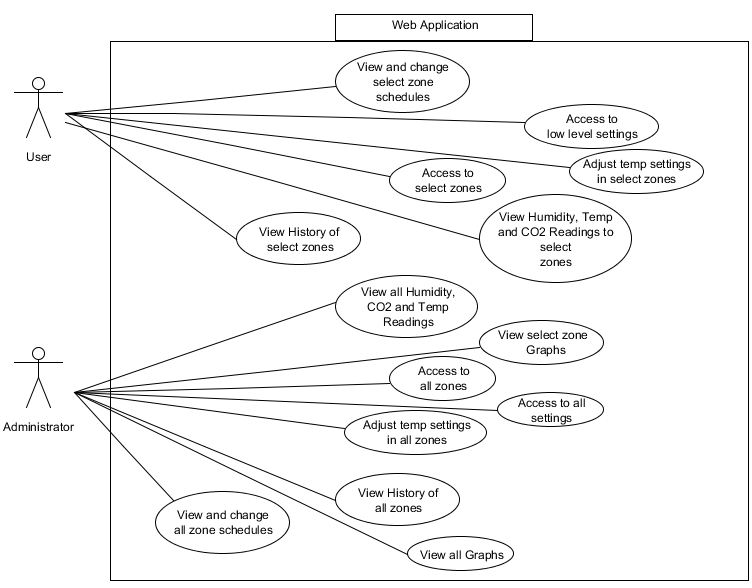 Web Application
View and change
select zone
schedules
Access to
low level settings
User
Adjust temp settings
in select zones
Access to
select zones
View Humidity, Temp
and CO2 Readings to
select
zones
View History of
select zones
View all Humidity,
CO2 and Temp
Readings
View select zone
Graphs
Access to
all zones
Access to all
settings
Administrator
Adjust temp settings
in all zones
View History of
all zones
View and change
all zone schedules
View all Graphs